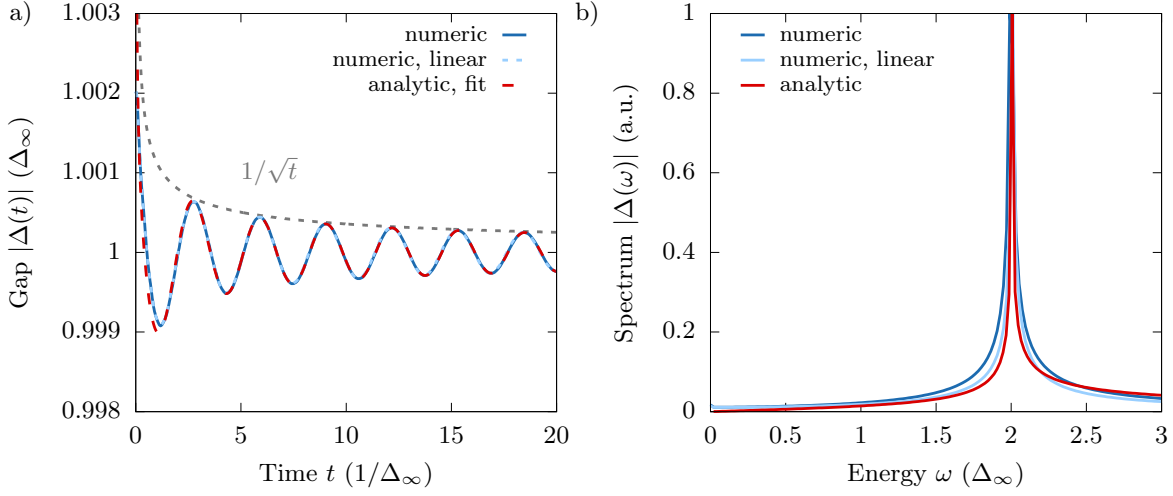 a)
Gap |Δ(t)| (Δ∞)
1.003
1.002
1.001
1
0.999
0.998
numeric
numeric, linear
analytic, fit
1/√t
0 5 10 15 20
Time t (1/Δ∞)
b)
Spectrum |Δ(ω)| (a.u.)
1
0.8
0.6
0.4
0.2
0
numeric
numeric, linear
analytic
0 0.5 1 1.5 2 2.5 3
Energy ω (Δ∞)